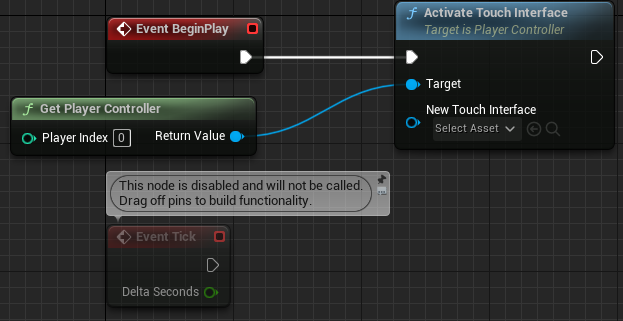 Event BeginPlay
Activate Touch Interface
Target is Player Controller
Target
New Touch Interface
Select Asset
Get Player Controller
Player Index 0 Return Value
This node is disabled and will not be called.
Drag off pins to build functionality.
Event Tick
Delta Seconds